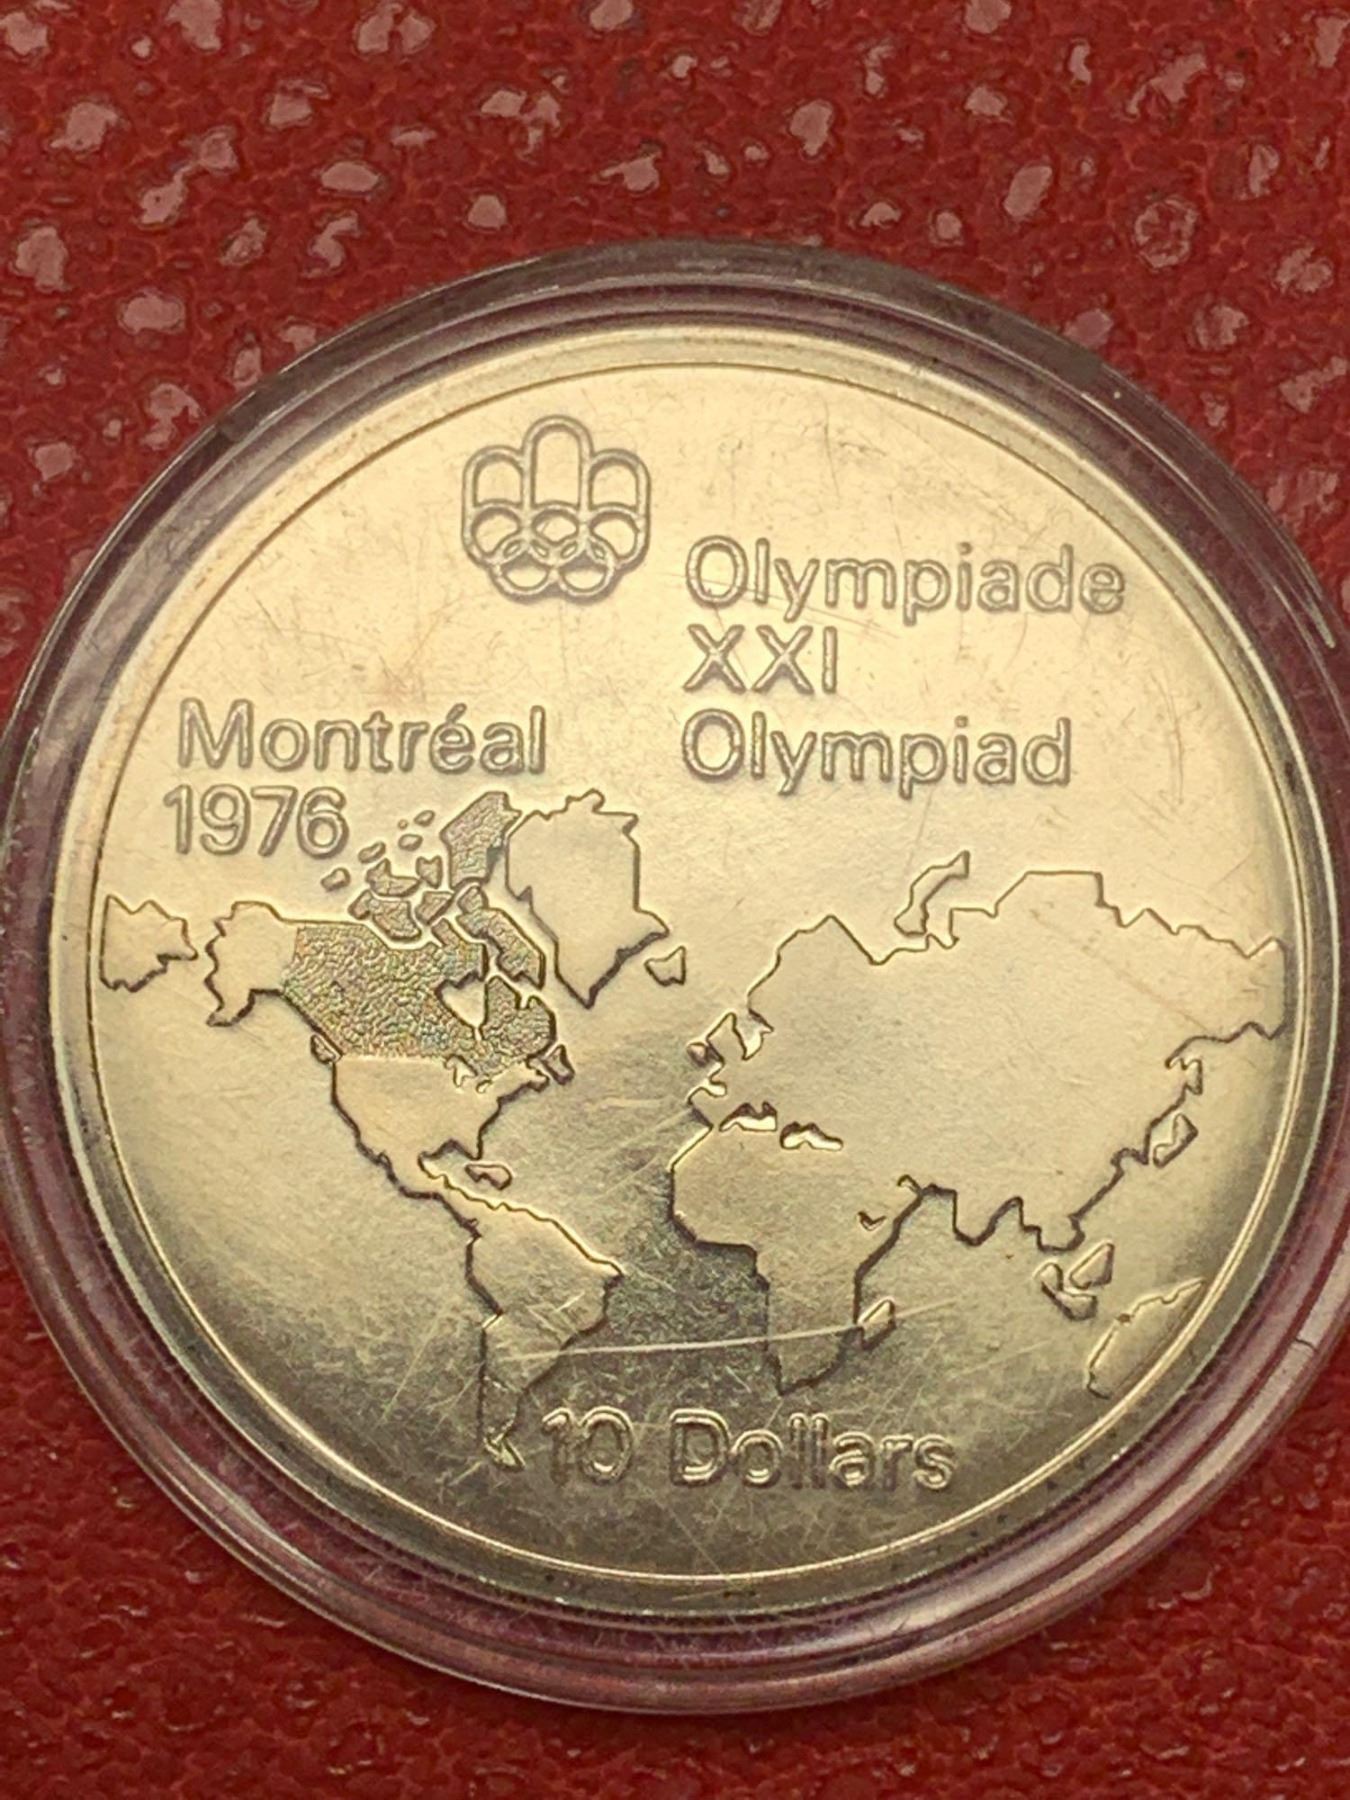 Olympiade
XXI
Olympiad
Montréal
1976
10 Dollars